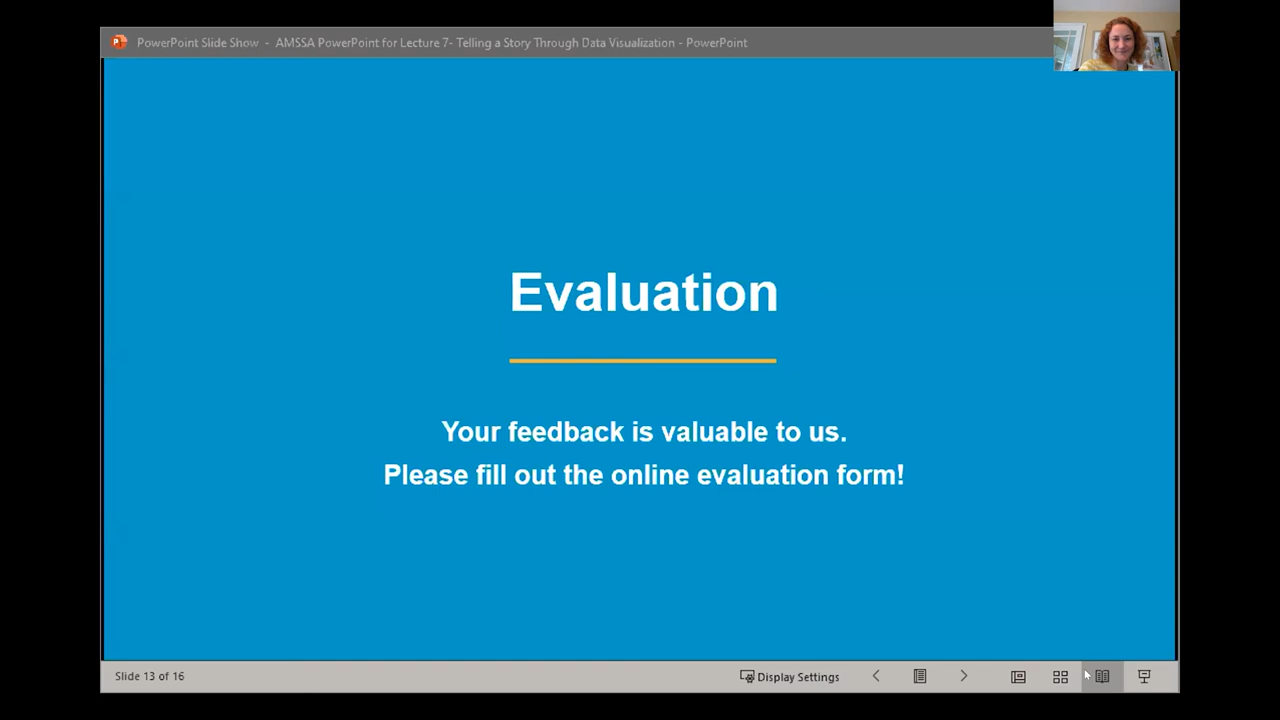 PowerPoint Slide Show - AMSSA PowerPoint for Lecture 7- Telling a Story Through Data Visualization - PowerPoint
Evaluation
Your feedback is valuable to us.
Please fill out the online evaluation form!
Slide 13 of 16
Display Settings